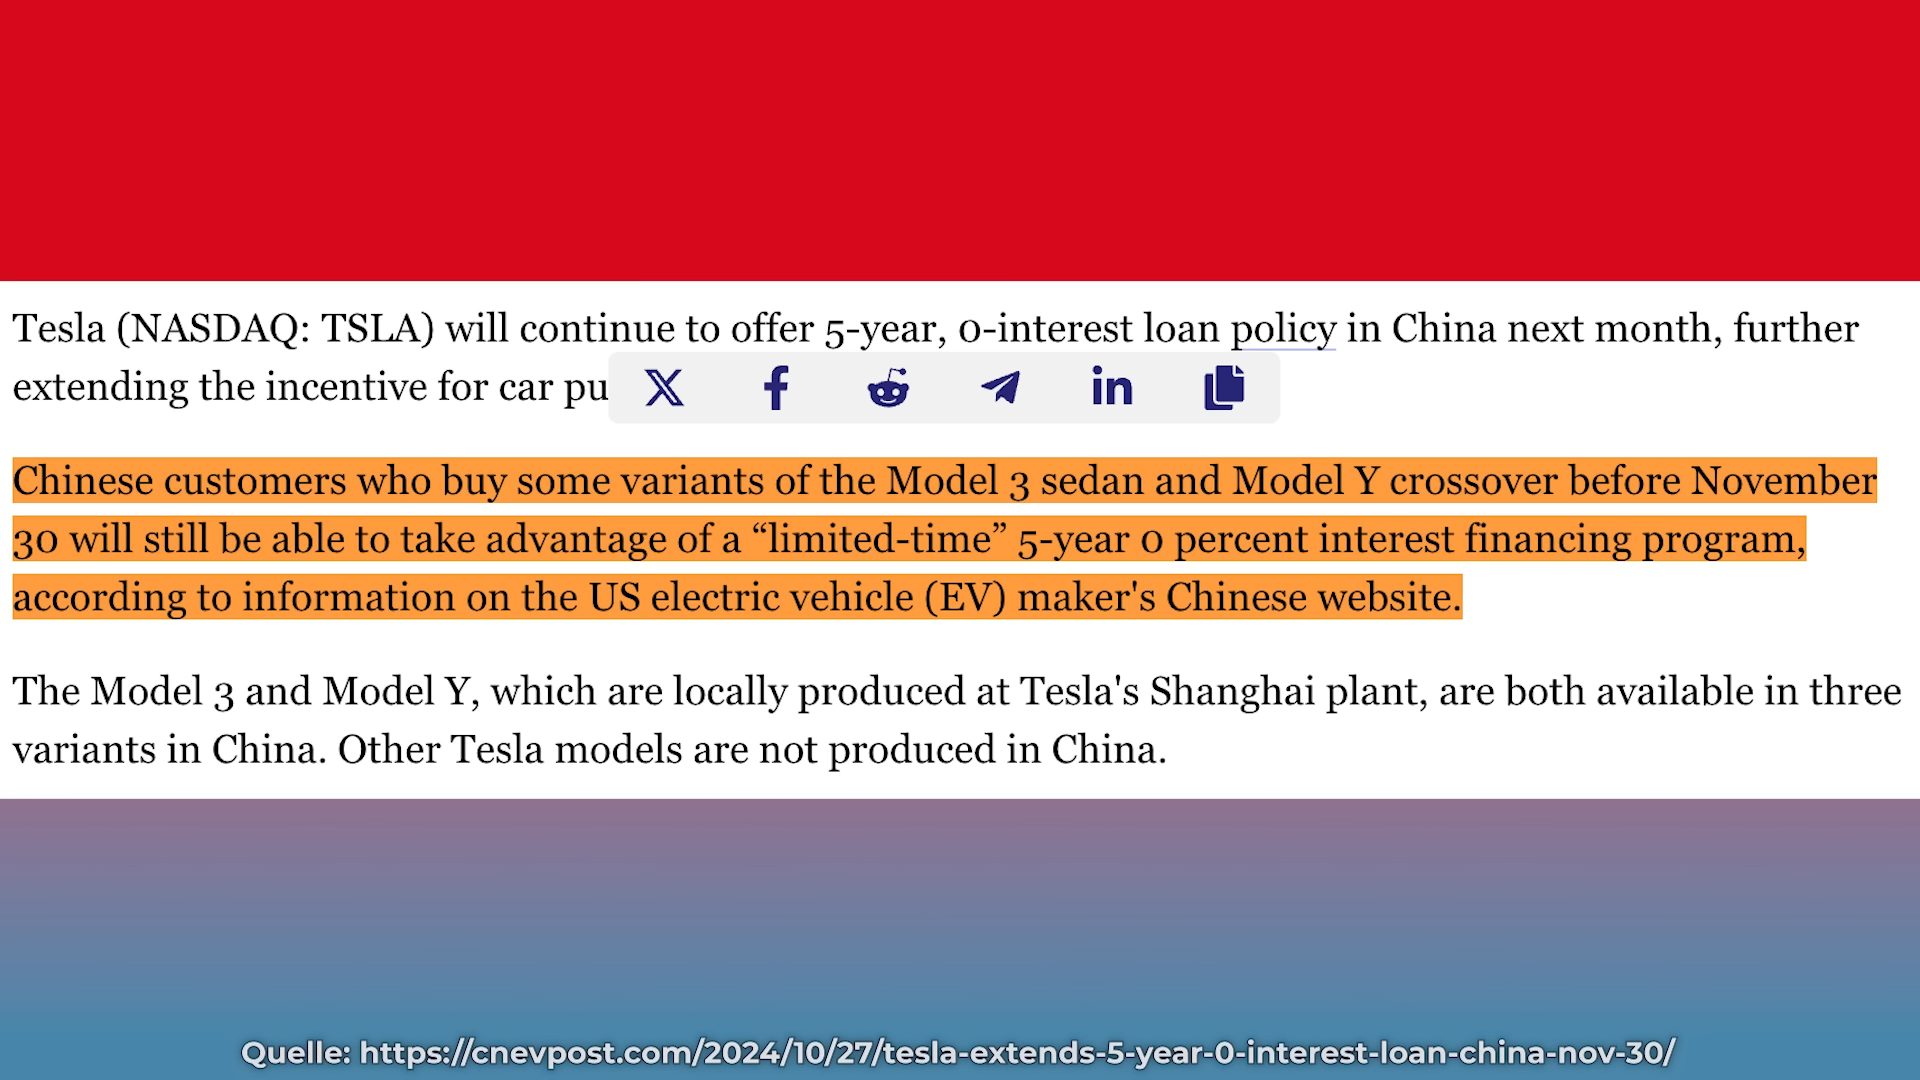 Tesla (NASDAQ: TSLA) will continue to offer 5-year, 0-interest loan policy in China next month, further
extending the incentive for car
Chinese customers who buy some variants of the Model 3 sedan and Model Y crossover before November
30 will still be able to take advantage of a “limited-time” 5-year 0 percent interest financing program,
according to information on the US electric vehicle (EV) maker's Chinese website.
The Model 3 and Model Y, which are locally produced at Tesla's Shanghai plant, are both available in three
variants in China. Other Tesla models are not produced in China.
Quelle: https://cnevpost.com/2024/10/27/tesla-extends-5-year-0-interest-loan-china-nov-30/